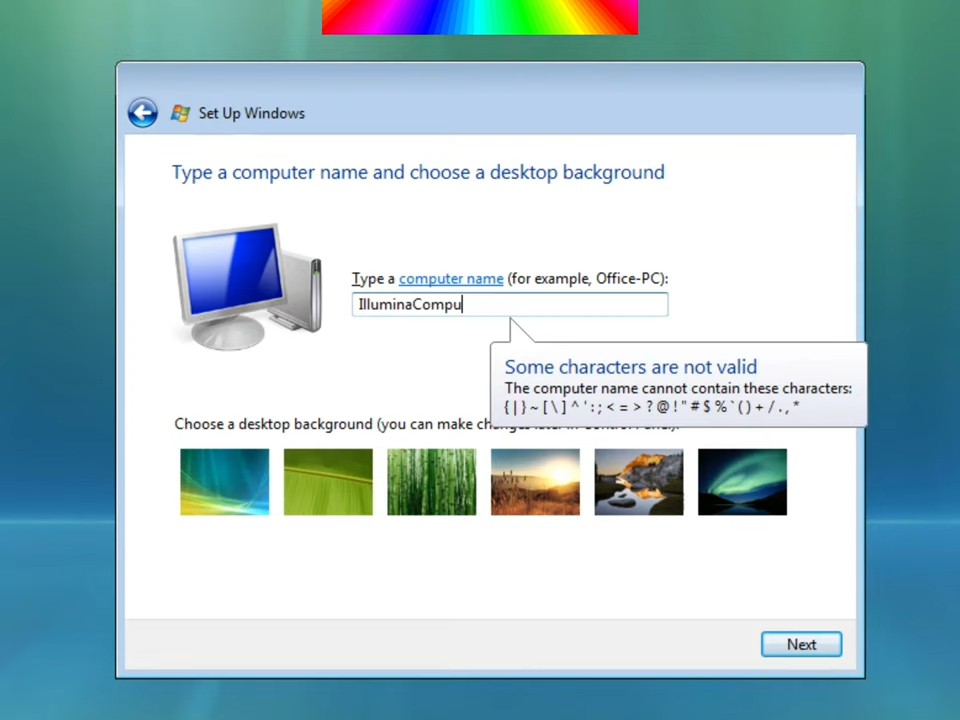 Set Up Windows
Type a computer name and choose a desktop background
Type a computer name (for example, Office-PC):
IlluminaCompu
Some characters are not valid
The computer name cannot contain these characters:
{ | } ~ [ \ ] ^ ' : ; < = > ? @ ! " # $ % ` ( ) + / . , *
Choose a desktop background (you can make changes later in Control Panel):
Next